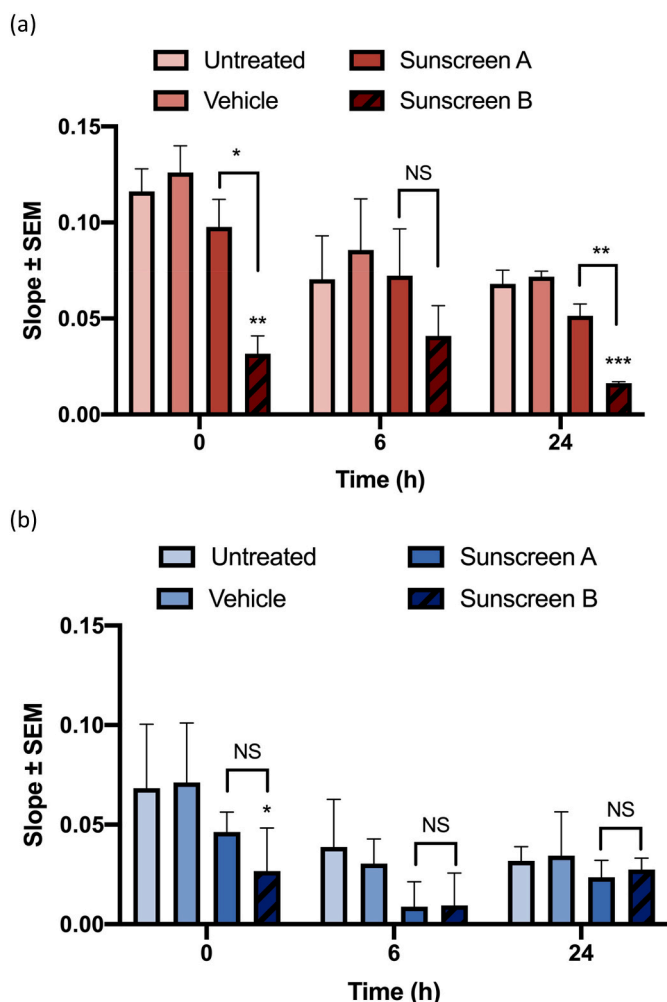 (a)
Untreated Sunscreen A
Vehicle Sunscreen B
0.15
0.10
0.05
0.00
Slope ± SEM
* ** NS ** ***
0 6 24
Time (h)
(b)
Untreated Sunscreen A
Vehicle Sunscreen B
0.15
0.10
0.05
0.00
Slope ± SEM
NS * NS NS
0 6 24
Time (h)